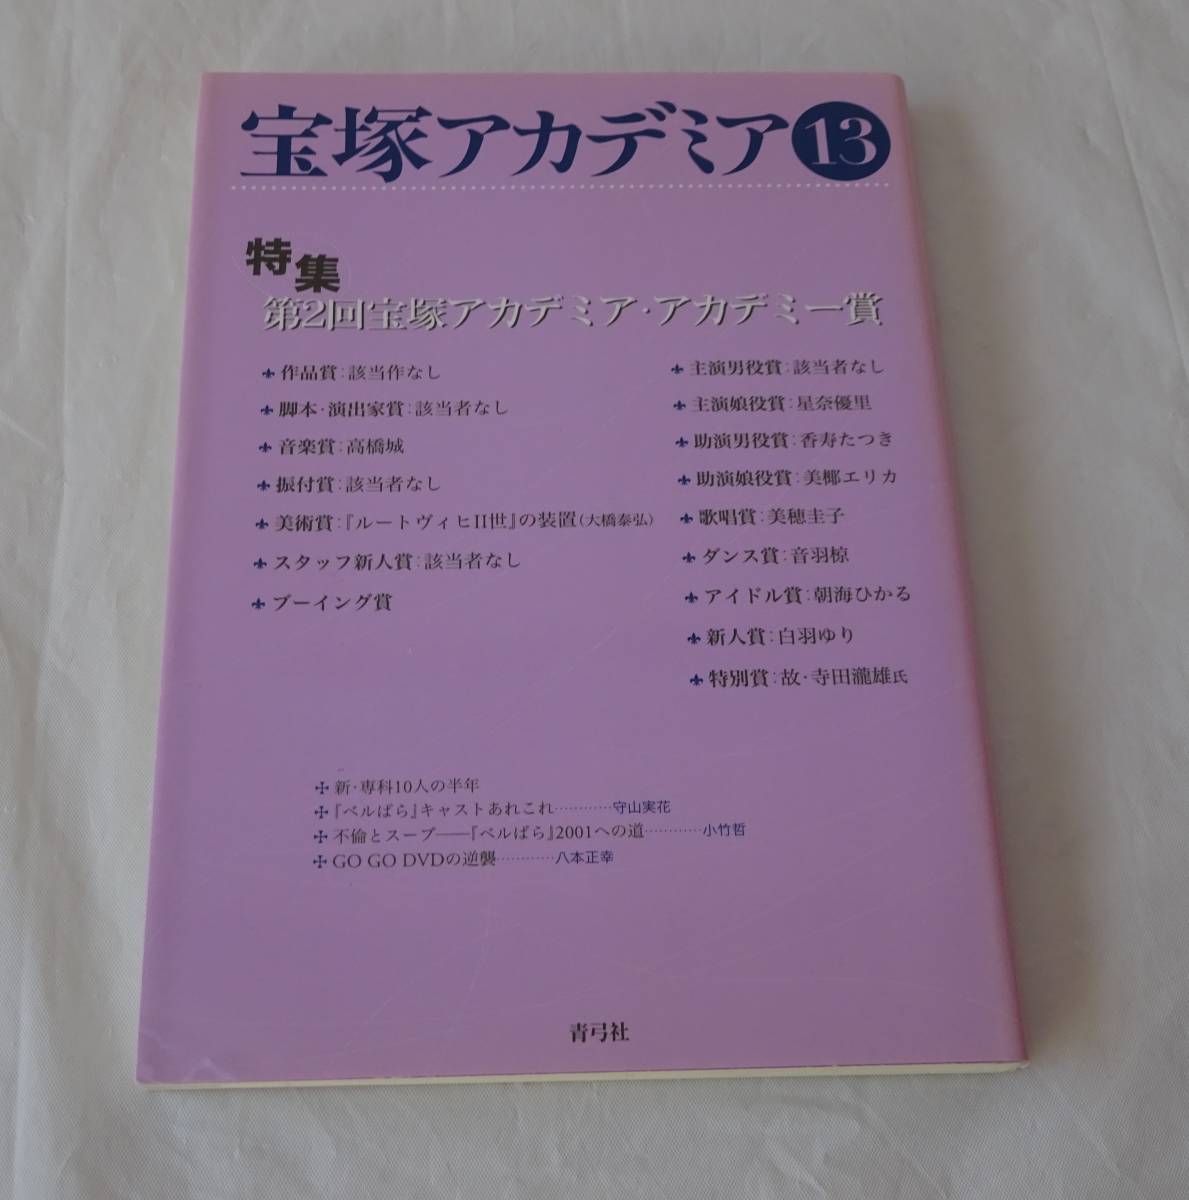 宝塚アカデミア13
特集
第2回宝塚アカデミア・アカデミー賞
作品賞:該当作なし
脚本・演出家賞:該当者なし
音楽賞:高橋城
振付賞:該当者なし
美術賞:『ルートヴィヒII世』の装置(大橋泰弘)
スタッフ新人賞:該当者なし
ブーイング賞
主演男役賞:該当者なし
主演娘役賞:星奈優里
助演男役賞:香寿たつき
助演娘役賞:美椰エリカ
歌唱賞:美穂圭子
ダンス賞:音羽椋
アイドル賞:朝海ひかる
新人賞:白羽ゆり
特別賞:故・寺田瀧雄氏
新・専科10人の半年
『ベルばら』キャストあれこれ…………守山実花
不倫とスープ——『ベルばら』2001への道…………小竹哲
GO GO DVDの逆襲…………八本正幸
青弓社